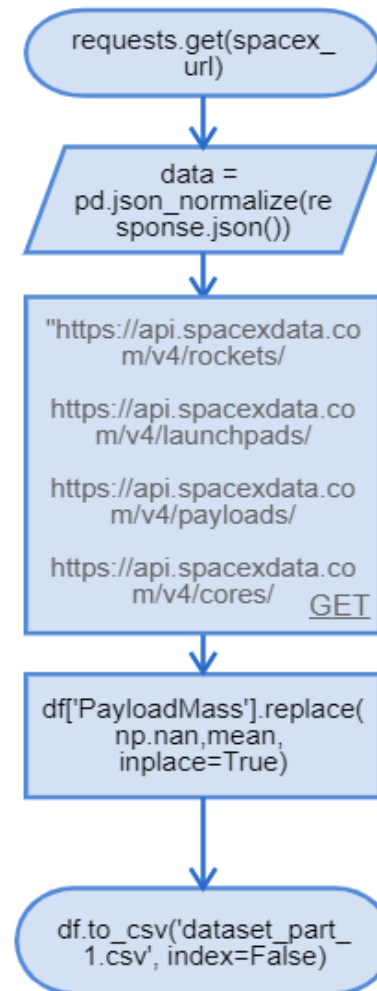 requests.get(spacex_
url)
data =
pd.json_normalize(re
sponse.json())
"https://api.spacexdata.co
m/v4/rockets/
https://api.spacexdata.co
m/v4/launchpads/
https://api.spacexdata.co
m/v4/payloads/
https://api.spacexdata.co
m/v4/cores/
GET
df['PayloadMass'].replace(
np.nan,mean,
inplace=True)
df.to_csv('dataset_part_
1.csv', index=False)